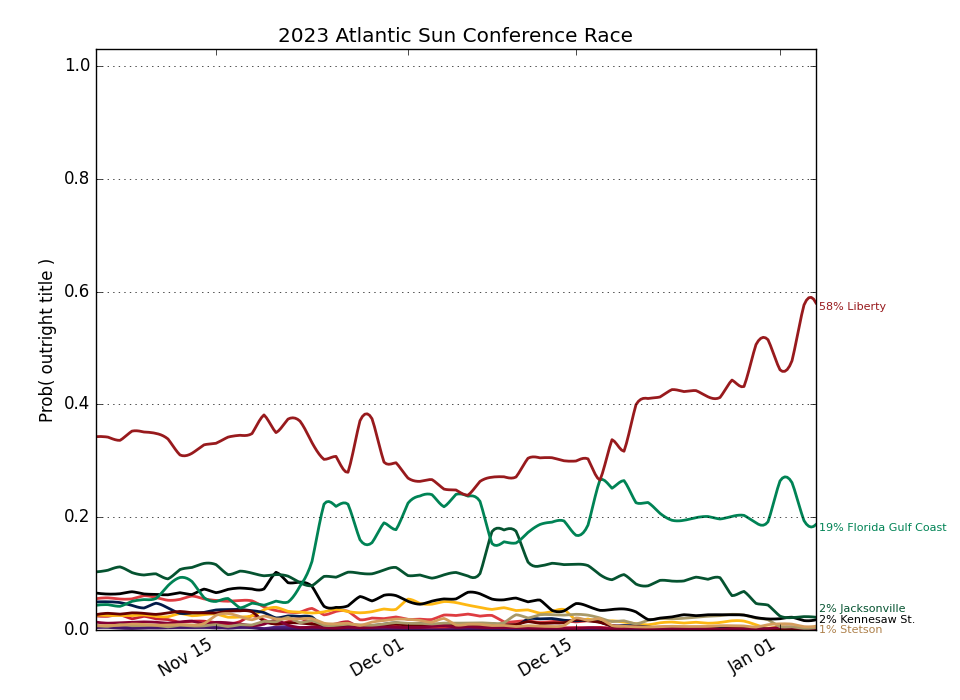 2023 Atlantic Sun Conference Race
1.0
0.8
0.6
0.4
0.2
0.0
Prob( outright title )
58% Liberty
19% Florida Gulf Coast
2% Jacksonville
2% Kennesaw St.
1% Stetson
Nov 15
Dec 01
Dec 15
Jan 01